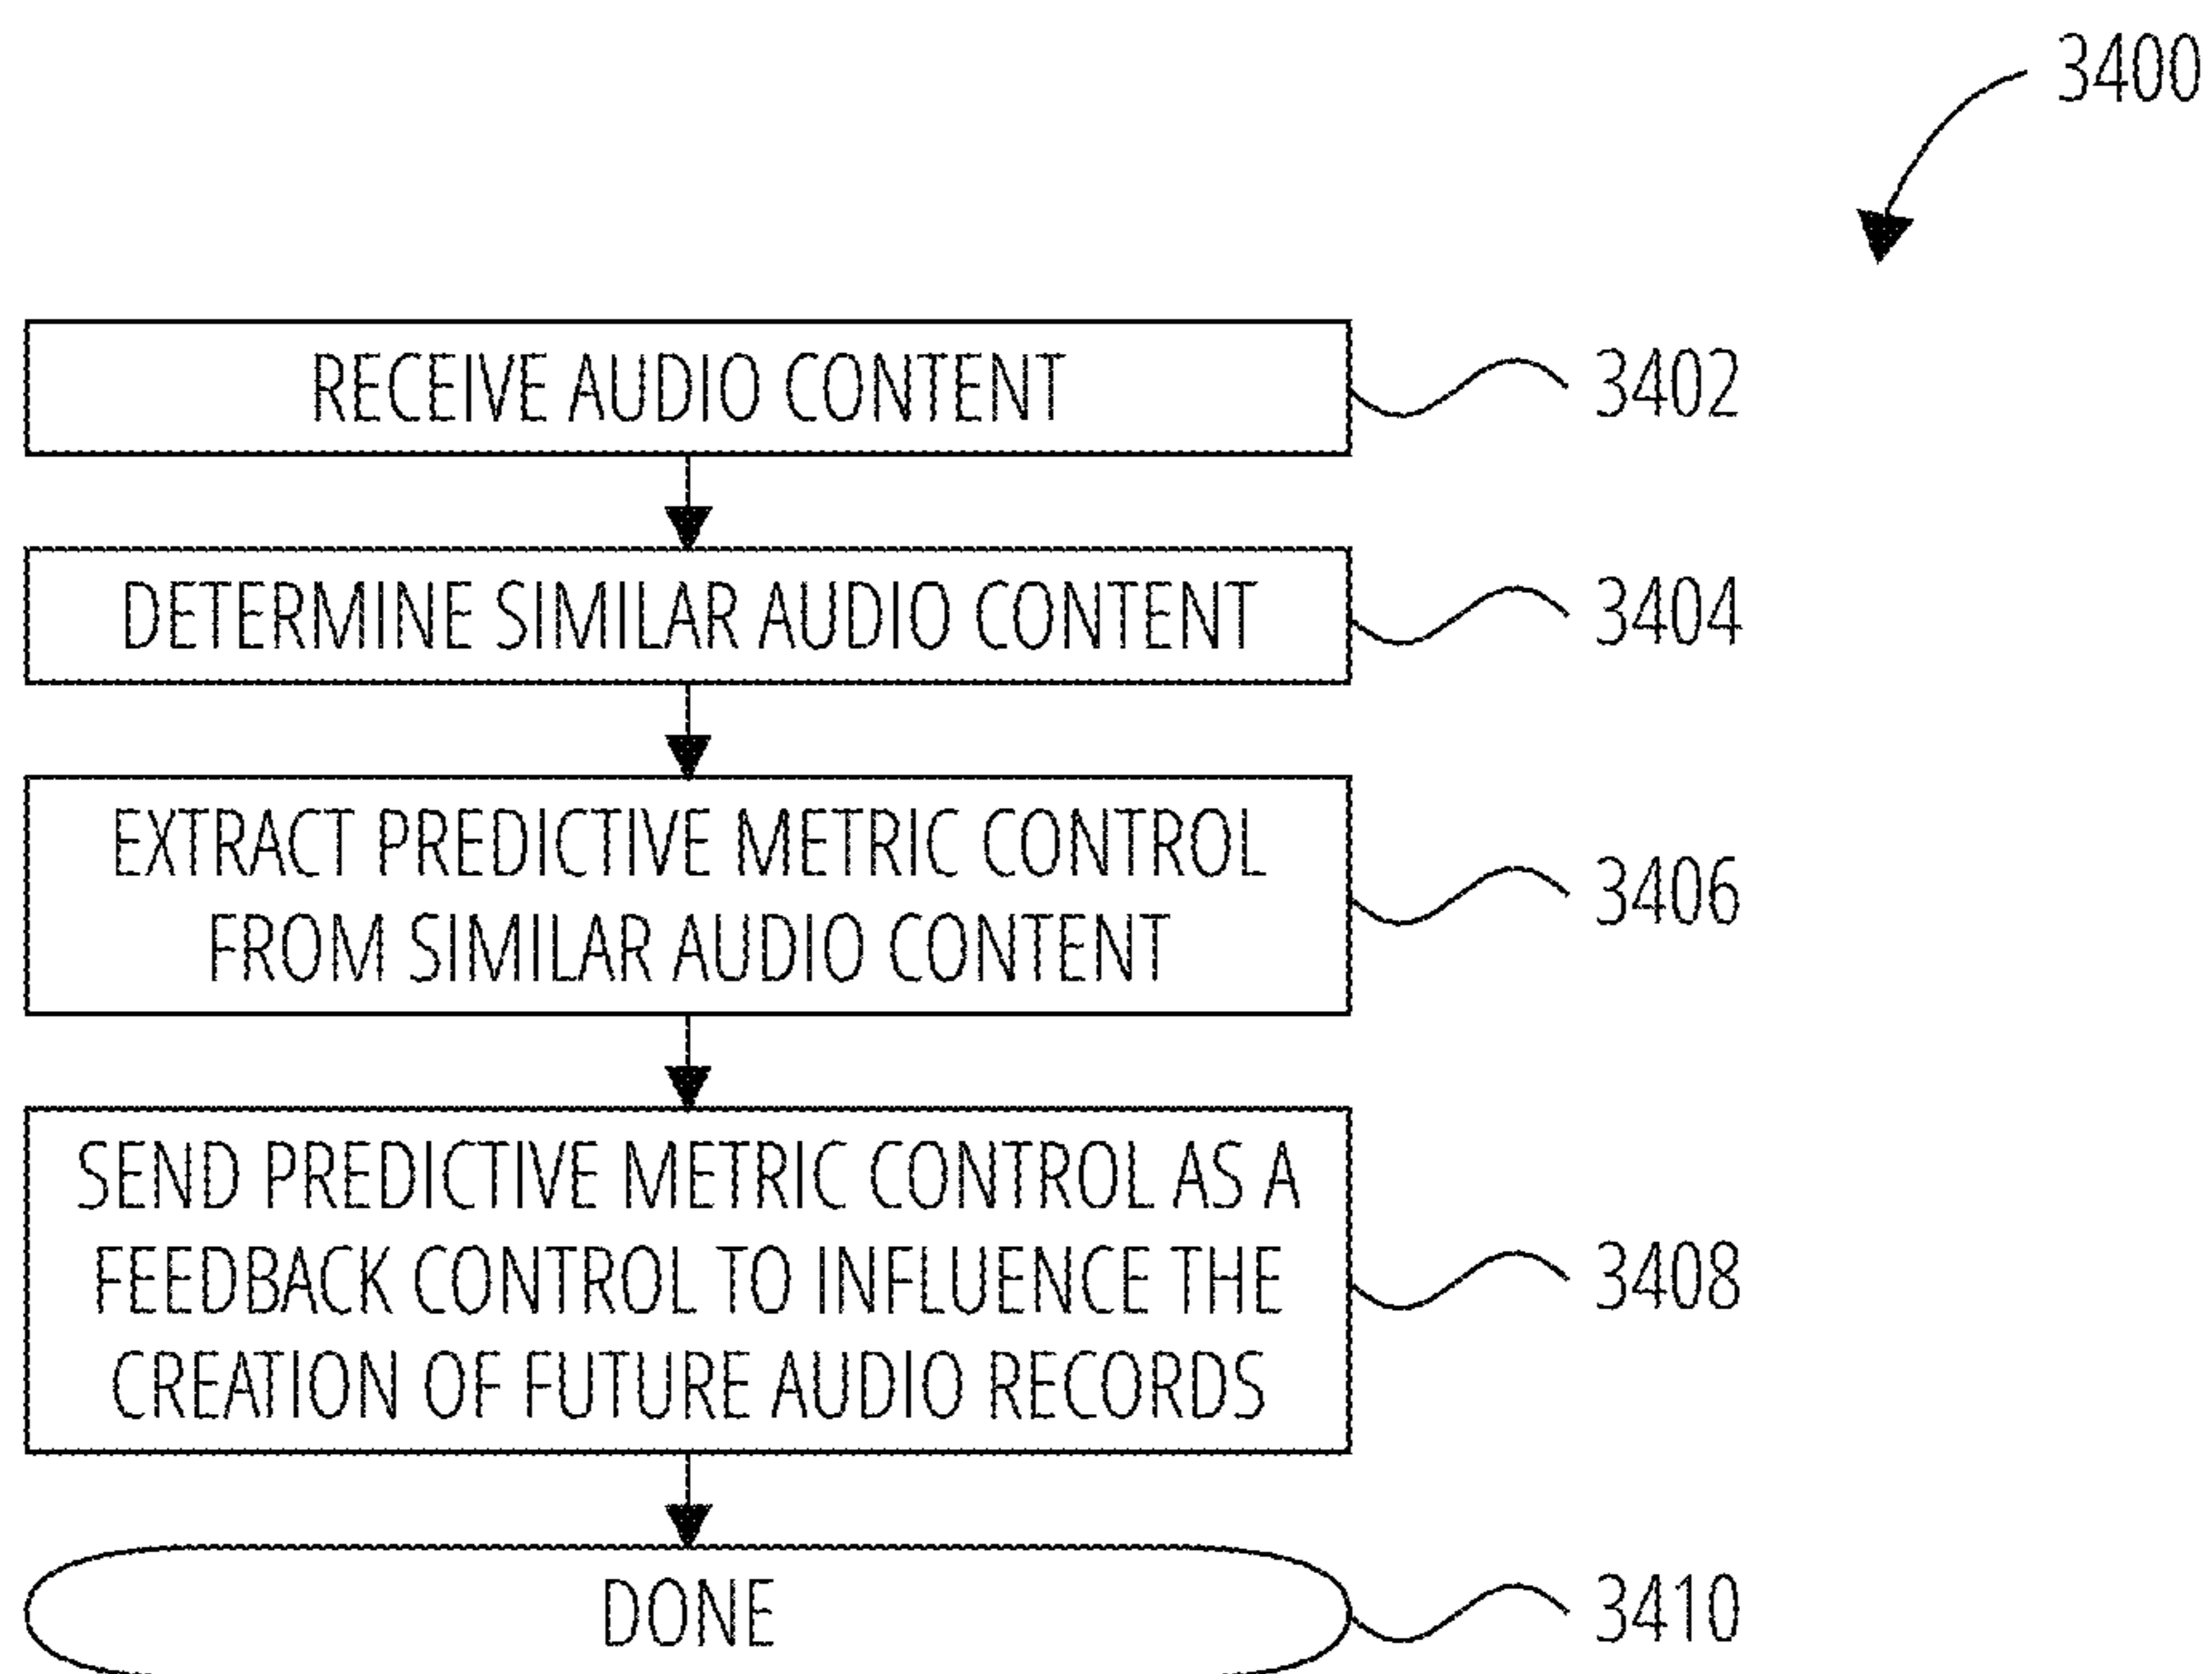 3400
RECEIVE AUDIO CONTENT
3402
DETERMINE SIMILAR AUDIO CONTENT
3404
EXTRACT PREDICTIVE METRIC CONTROL
FROM SIMILAR AUDIO CONTENT
3406
SEND PREDICTIVE METRIC CONTROL AS A
FEEDBACK CONTROL TO INFLUENCE THE
CREATION OF FUTURE AUDIO RECORDS
3408
DONE
3410